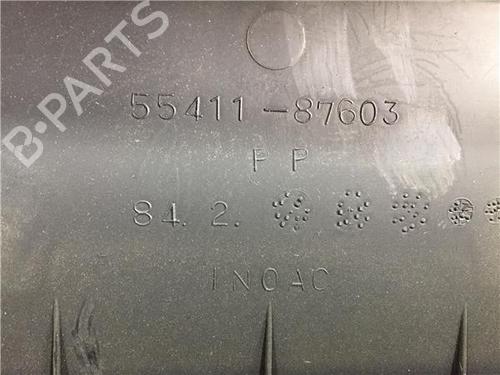 B-PARTS
55411-87603
PP
84. 2.
INOAC